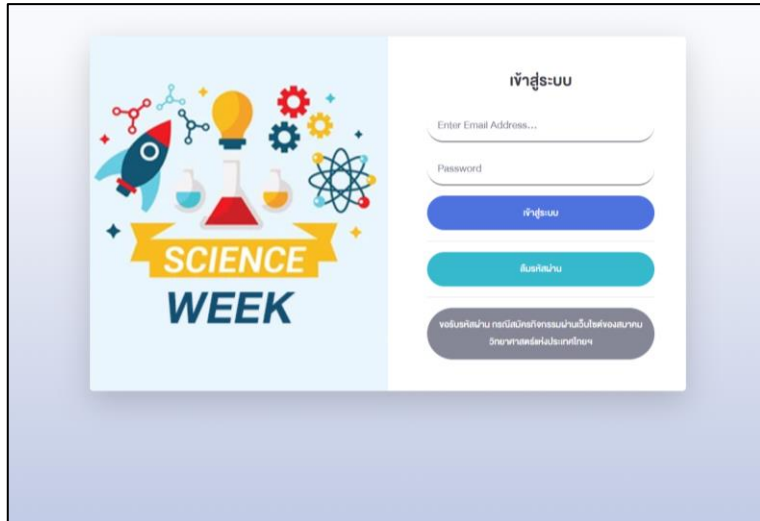 SCIENCE
WEEK
เข้าสู่ระบบ
Enter Email Address...
Password
เข้าสู่ระบบ
ลืมรหัสผ่าน
ขอรับรหัสผ่าน กรณีสมัครกิจกรรมผ่านเว็บไซต์ของสมาคม
วิทยาศาสตร์แห่งประเทศไทยฯ